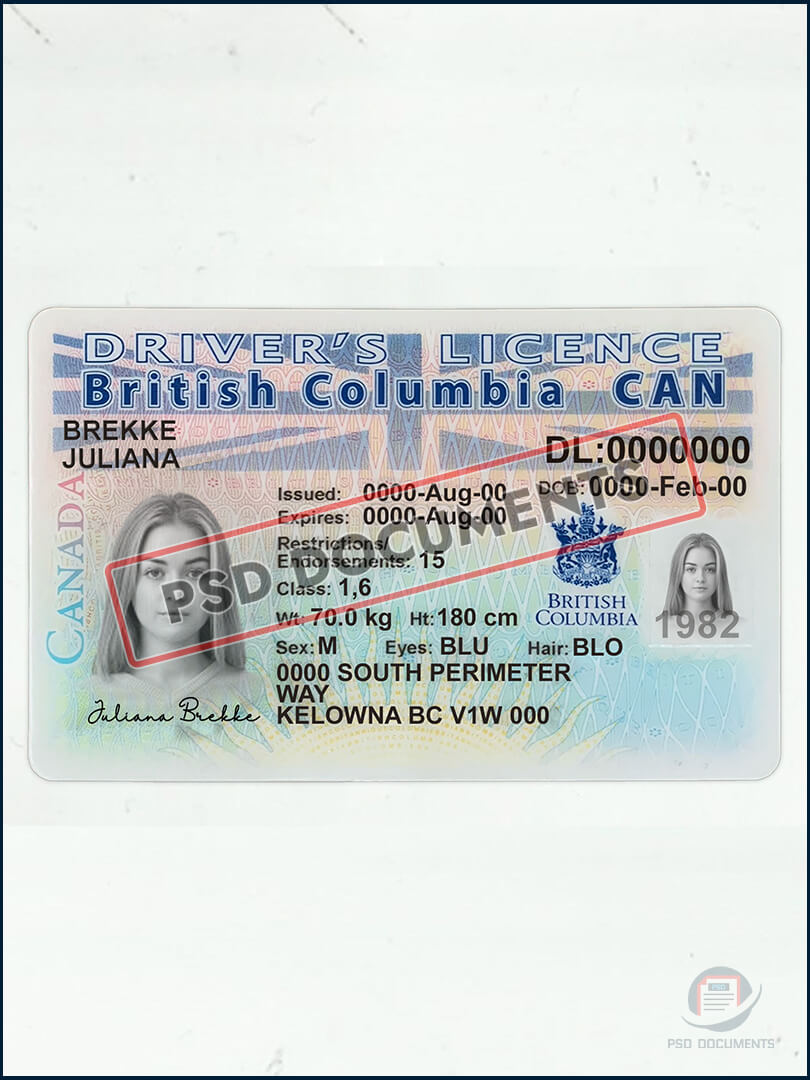 DRIVER'S LICENCE
British Columbia CAN
BREKKE
JULIANA
DL:0000000
Issued: 0000-Aug-00
DOB: 0000-Feb-00
Expires: 0000-Aug-00
Restrictions/
Endorsements: 15
Class: 1,6
Wt: 70.0 kg Ht: 180 cm
Sex: M Eyes: BLU Hair: BLO
0000 SOUTH PERIMETER
WAY
KELOWNA BC V1W 000
CANADA
BRITISH
COLUMBIA
1982
Juliana Brekke
PSD DOCUMENTS
PSD
PSD DOCUMENTS